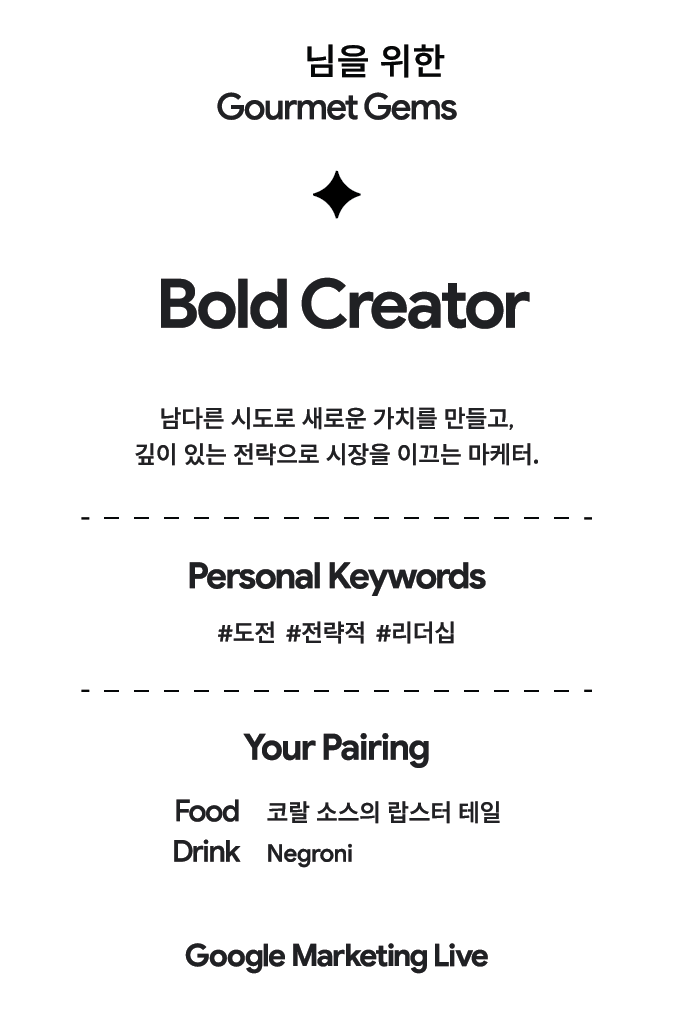 님을 위한
Gourmet Gems
Bold Creator
남다른 시도로 새로운 가치를 만들고,
깊이 있는 전략으로 시장을 이끄는 마케터.
Personal Keywords
#도전 #전략적 #리더십
Your Pairing
Food 코랄 소스의 랍스터 테일
Drink Negroni
Google Marketing Live